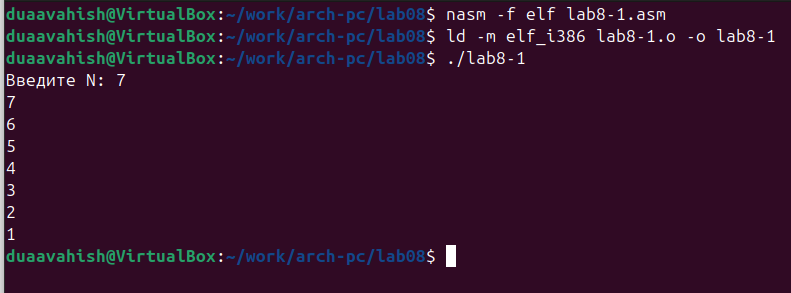 duaavahish@VirtualBox:~/work/arch-pc/lab08$ nasm -f elf lab8-1.asm
duaavahish@VirtualBox:~/work/arch-pc/lab08$ ld -m elf_i386 lab8-1.o -o lab8-1
duaavahish@VirtualBox:~/work/arch-pc/lab08$ ./lab8-1
Введите N: 7
7
6
5
4
3
2
1
duaavahish@VirtualBox:~/work/arch-pc/lab08$